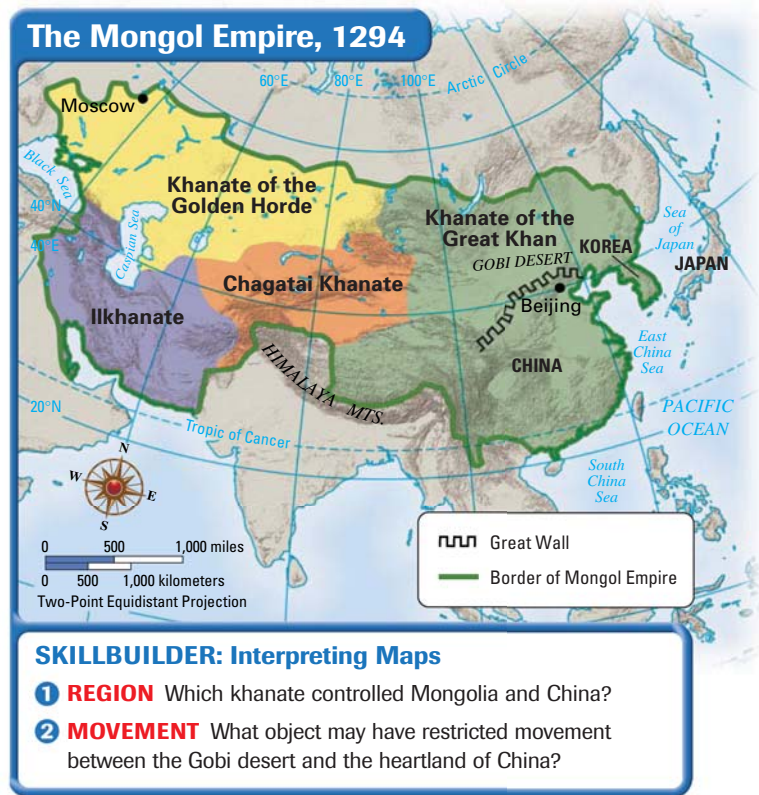 The Mongol Empire, 1294
60°E
80°E
100°E
Arctic Circle
Moscow
Black Sea
40°N
40°E
Caspian Sea
Khanate of the
Golden Horde
Khanate of the
Great Khan
KOREA
Sea
of
Japan
JAPAN
GOBI DESERT
Chagatai Khanate
Ilkhanate
Beijing
CHINA
East
China
Sea
HIMALAYA MTS.
20°N
Tropic of Cancer
PACIFIC
OCEAN
South
China
Sea
N
W
E
S
0 500 1,000 miles
0 500 1,000 kilometers
Two-Point Equidistant Projection
Great Wall
Border of Mongol Empire
SKILLBUILDER: Interpreting Maps
1 REGION Which khanate controlled Mongolia and China?
2 MOVEMENT What object may have restricted movement
between the Gobi desert and the heartland of China?